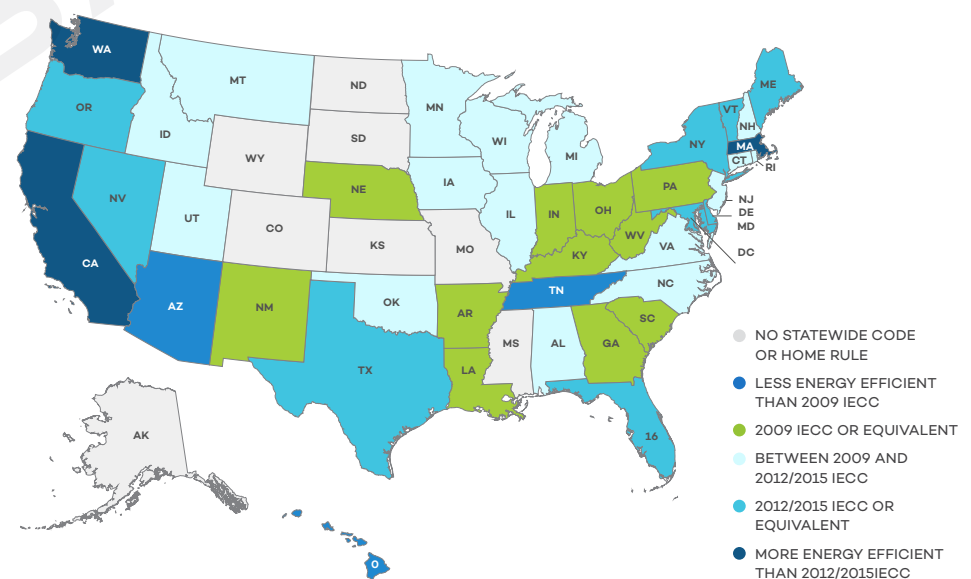 WA
MT
ND
MN
OR
ID
SD
WI
MI
WY
IA
NE
NV
UT
CO
KS
MO
IL
IN
OH
PA
NY
VT
NH
ME
MA
CT
RI
NJ
DE
MD
DC
WV
VA
KY
CA
AZ
NM
OK
AR
TN
NC
SC
MS
AL
GA
LA
TX
16
AK
O
NO STATEWIDE CODE
OR HOME RULE
LESS ENERGY EFFICIENT
THAN 2009 IECC
2009 IECC OR EQUIVALENT
BETWEEN 2009 AND
2012/2015 IECC
2012/2015 IECC OR
EQUIVALENT
MORE ENERGY EFFICIENT
THAN 2012/2015IECC